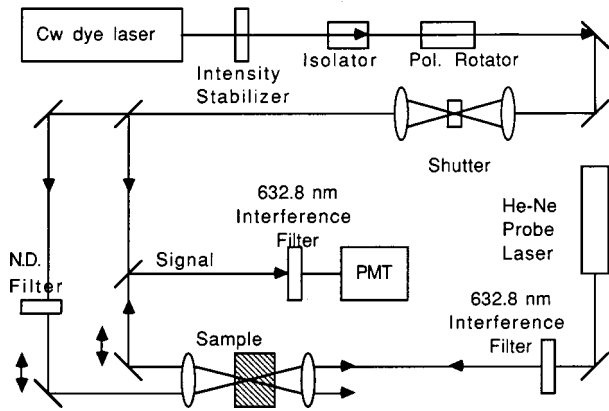 Cw dye laser
Intensity
Stabilizer
Isolator
Pol. Rotator
Shutter
632.8 nm
Interference
Filter
He-Ne
Probe
Laser
N.D.
Filter
Signal
PMT
632.8 nm
Interference
Filter
Sample